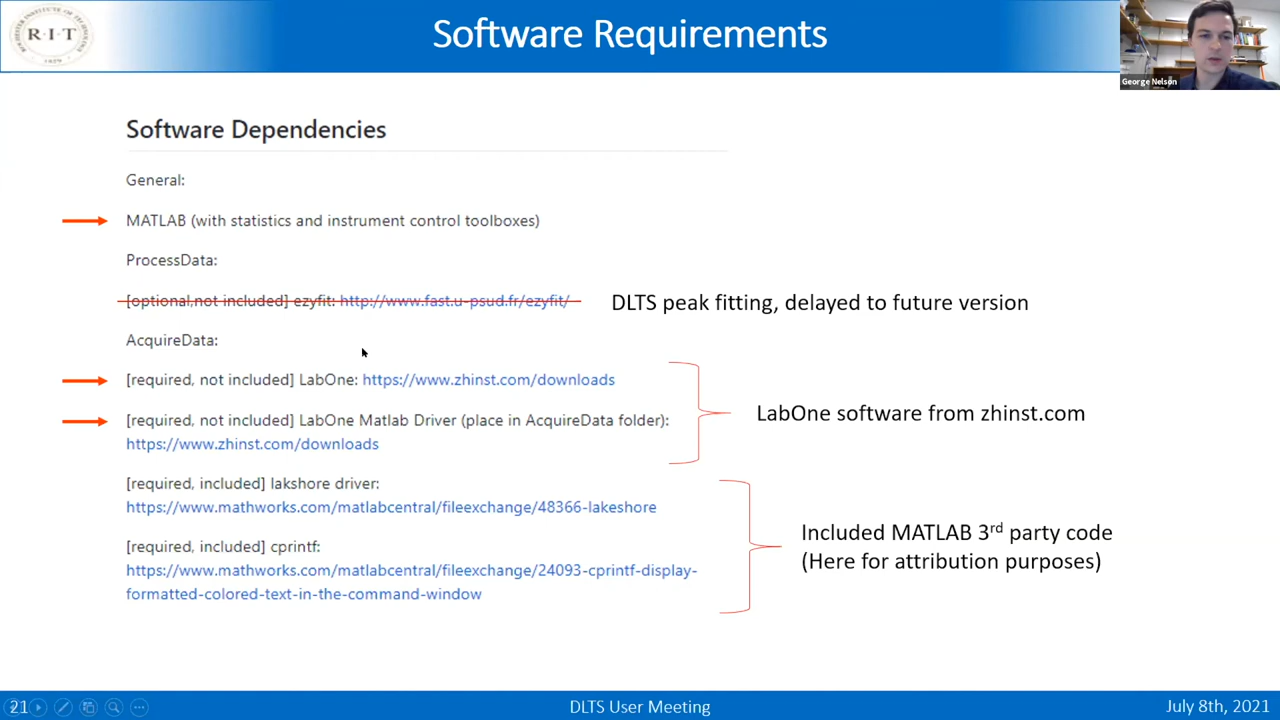 R·I·T
1829
Software Requirements
George Nelson
Software Dependencies
General:
MATLAB (with statistics and instrument control toolboxes)
ProcessData:
[optional,not included] ezyfit: http://www.fast.u-psud.fr/ezyfit/
DLTS peak fitting, delayed to future version
AcquireData:
[required, not included] LabOne: https://www.zhinst.com/downloads
[required, not included] LabOne Matlab Driver (place in AcquireData folder):
https://www.zhinst.com/downloads
LabOne software from zhinst.com
[required, included] lakshore driver:
https://www.mathworks.com/matlabcentral/fileexchange/48366-lakeshore
[required, included] cprintf:
https://www.mathworks.com/matlabcentral/fileexchange/24093-cprintf-display-
formatted-colored-text-in-the-command-window
Included MATLAB 3rd party code
(Here for attribution purposes)
21
DLTS User Meeting
July 8th, 2021